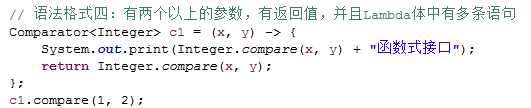 // 语法格式四：有两个以上的参数，有返回值，并且Lambda体中有多条语句
Comparator<Integer> c1 = (x, y) -> {
    System.out.print(Integer.compare(x, y) + "函数式接口");
    return Integer.compare(x, y);
};
c1.compare(1, 2);